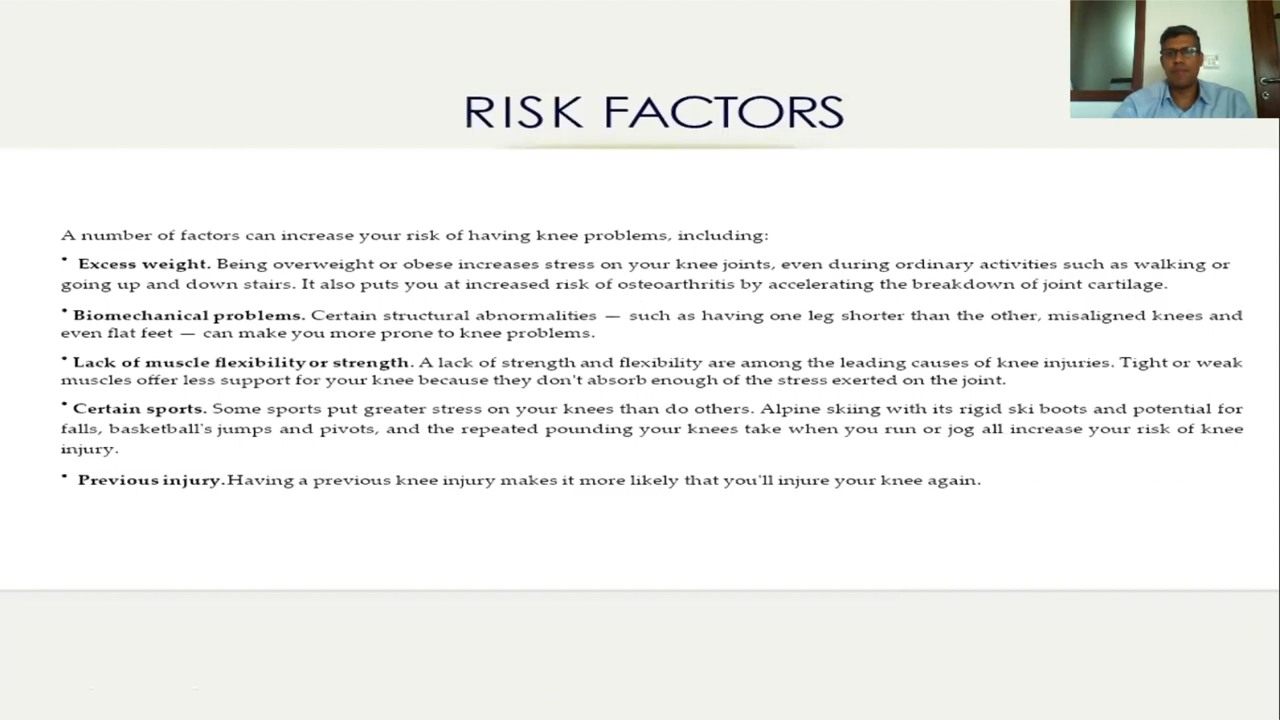 RISK FACTORS
A number of factors can increase your risk of having knee problems, including:
• Excess weight. Being overweight or obese increases stress on your knee joints, even during ordinary activities such as walking or
going up and down stairs. It also puts you at increased risk of osteoarthritis by accelerating the breakdown of joint cartilage.
• Biomechanical problems. Certain structural abnormalities — such as having one leg shorter than the other, misaligned knees and
even flat feet — can make you more prone to knee problems.
• Lack of muscle flexibility or strength. A lack of strength and flexibility are among the leading causes of knee injuries. Tight or weak
muscles offer less support for your knee because they don't absorb enough of the stress exerted on the joint.
• Certain sports. Some sports put greater stress on your knees than do others. Alpine skiing with its rigid ski boots and potential for
falls, basketball's jumps and pivots, and the repeated pounding your knees take when you run or jog all increase your risk of knee
injury.
• Previous injury. Having a previous knee injury makes it more likely that you'll injure your knee again.